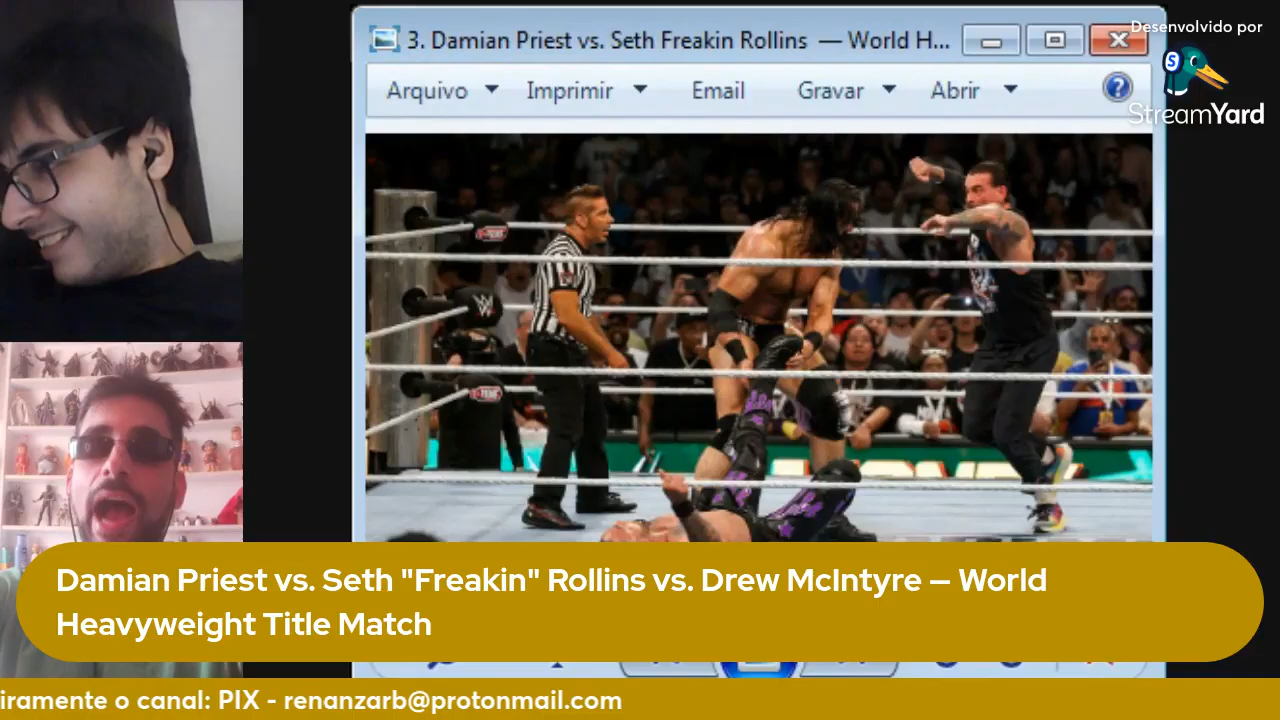 Desenvolvido por
StreamYard
3. Damian Priest vs. Seth Freakin Rollins — World H...
Arquivo Imprimir Email Gravar Abrir
Damian Priest vs. Seth "Freakin" Rollins vs. Drew McIntyre — World
Heavyweight Title Match
iramente o canal: PIX - renanzarb@protonmail.com